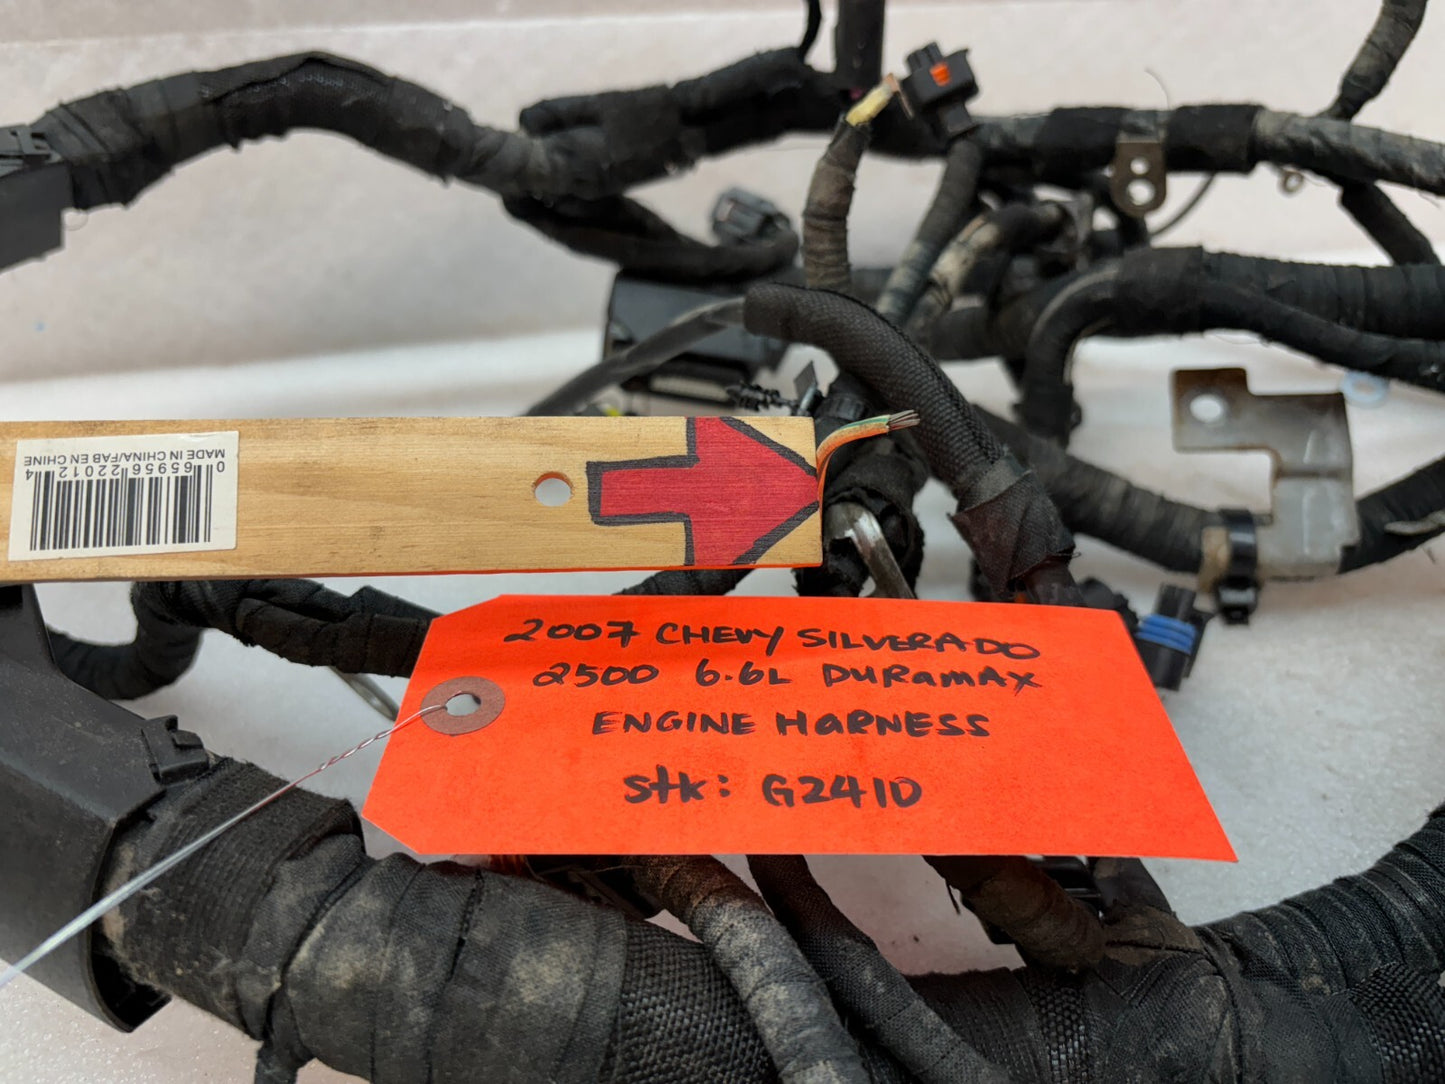 MADE IN CHINA/FAB EN CHINE
0 65956 22012 4
2007 CHEVY SILVERADO
2500 6.6L DURAMAX
ENGINE HARNESS
stk: G2410